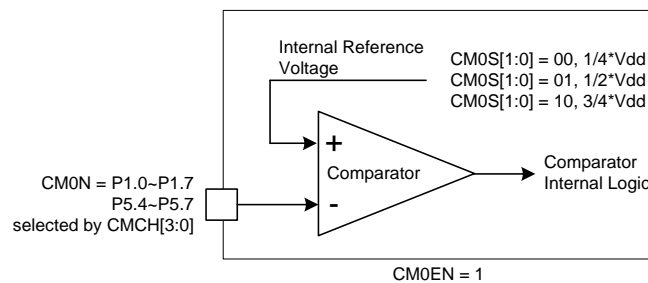 Internal Reference
Voltage
CM0S[1:0] = 00, 1/4*Vdd
CM0S[1:0] = 01, 1/2*Vdd
CM0S[1:0] = 10, 3/4*Vdd
+
Comparator
-
Comparator
Internal Logic
CM0N = P1.0~P1.7
P5.4~P5.7
selected by CMCH[3:0]
CM0EN = 1